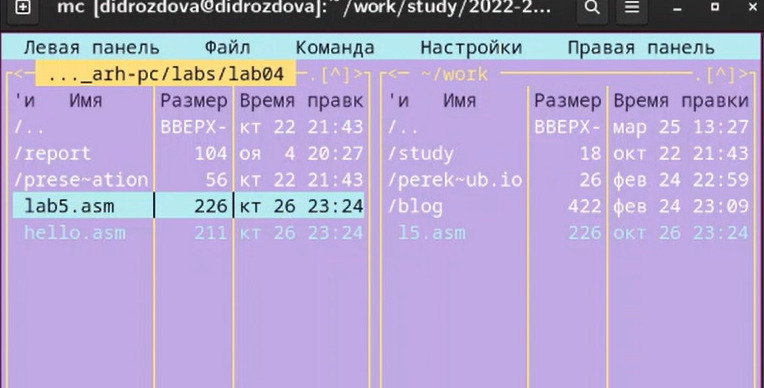 mc [didrozdova@didrozdova]:~/work/study/2022-2...
Левая панель Файл Команда Настройки Правая панель
<— ..._arh-pc/labs/lab04 —.[^]>
'и Имя Размер Время правк
/.. ВВЕРХ- кт 22 21:43
/report 104 оя 4 20:27
/prese~ation 56 кт 22 21:43
lab5.asm 226 кт 26 23:24
hello.asm 211 кт 26 23:24
<— ~/work —.[^]>
'и Имя Размер Время правки
/.. ВВЕРХ- мар 25 13:27
/study 18 окт 22 21:43
/perek~ub.io 26 фев 24 22:59
/blog 422 фев 24 23:09
l5.asm 226 окт 26 23:24